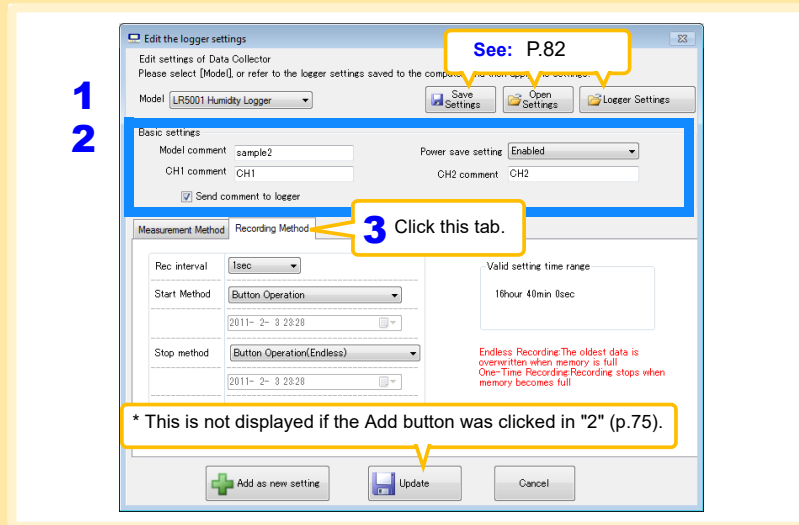 Edit the logger settings
See: P.82
Edit settings of Data Collector
Please select [Model], or refer to the logger settings saved to the computer, and then apply the settings.
1
Model LR5001 Humidity Logger
Save Settings
Open Settings
Logger Settings
2
Basic settings
Model comment sample2 Power save setting Enabled
CH1 comment CH1 CH2 comment CH2
Send comment to logger
Measurement Method Recording Method
3 Click this tab.
Rec interval 1sec
Valid setting time range
Start Method Button Operation
16hour 40min 0sec
2011- 2- 3 23:28
Stop method Button Operation(Endless)
Endless Recording:The oldest data is
overwritten when memory is full
One-Time Recording:Recording stops when
memory becomes full
2011- 2- 3 23:28
* This is not displayed if the Add button was clicked in "2" (p.75).
Add as new setting Update Cancel